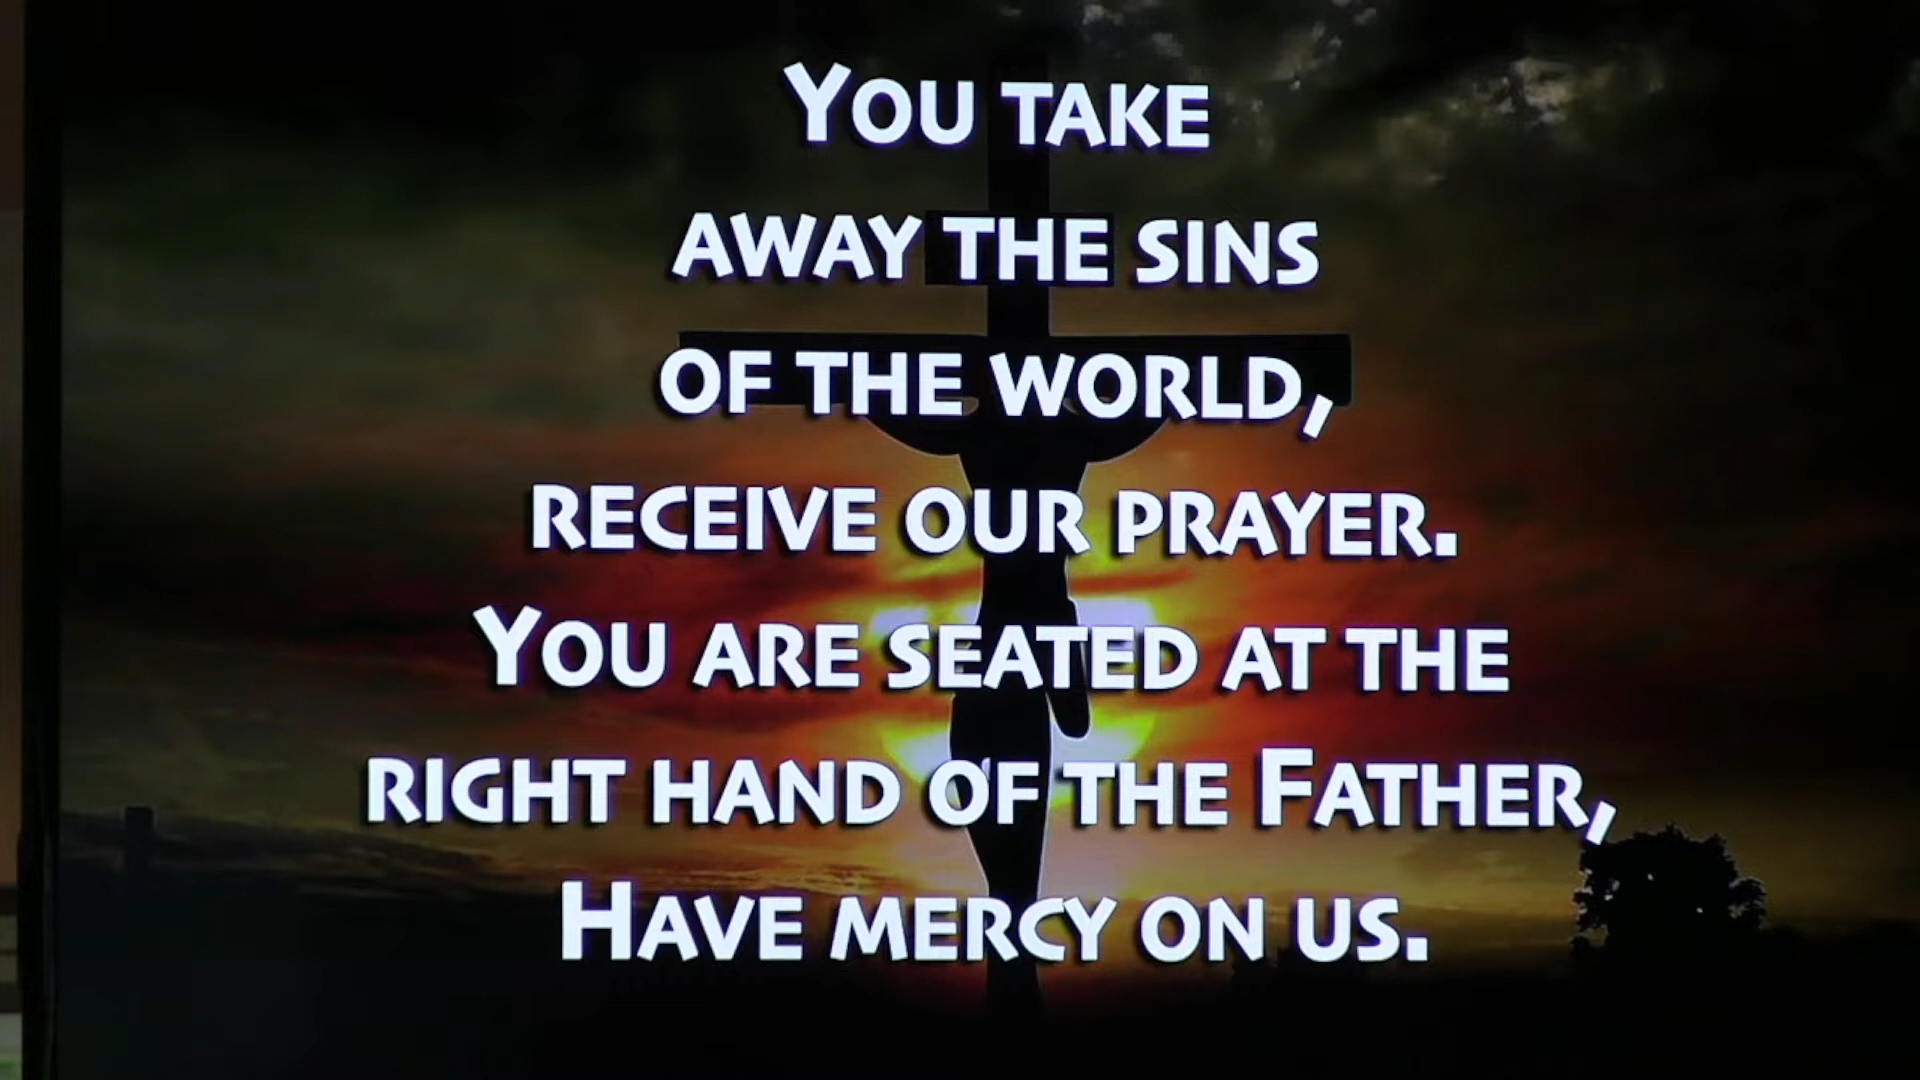 You take
away the sins
of the world,
receive our prayer.
You are seated at the
right hand of the Father,
Have mercy on us.